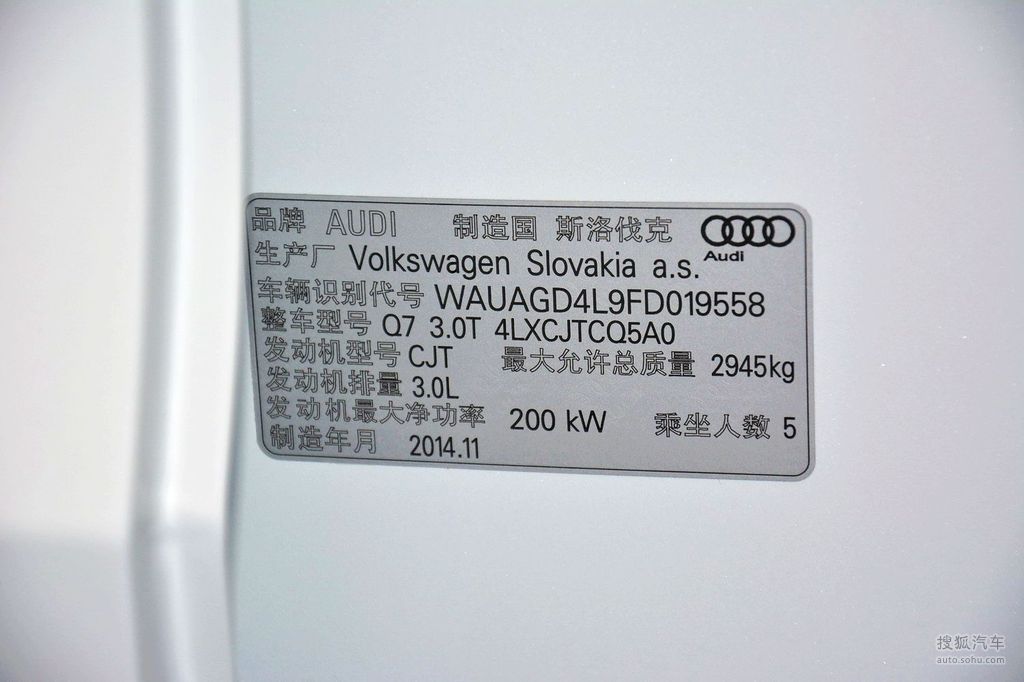 品牌 AUDI 制造国 斯洛伐克
Audi
生产厂 Volkswagen Slovakia a.s.
车辆识别代号 WAUAGD4L9FD019558
整车型号 Q7 3.0T 4LXCJTCQ5A0
发动机型号 CJT 最大允许总质量 2945kg
发动机排量 3.0L
发动机最大净功率 200 kW 乘坐人数 5
制造年月 2014.11
搜狐汽车
auto.sohu.com